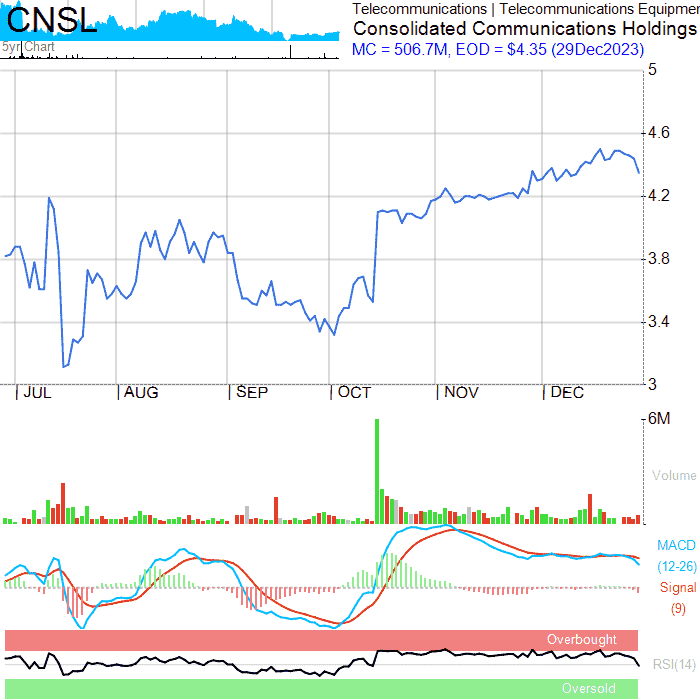 CNSL
5yr Chart
Telecommunications | Telecommunications Equipmen
Consolidated Communications Holdings
MC = 506.7M, EOD = $4.35 (29Dec2023)
5
4.6
4.2
3.8
3.4
3
JUL AUG SEP OCT NOV DEC
6M
Volume
MACD
(12-26)
Signal
(9)
Overbought
RSI(14)
Oversold